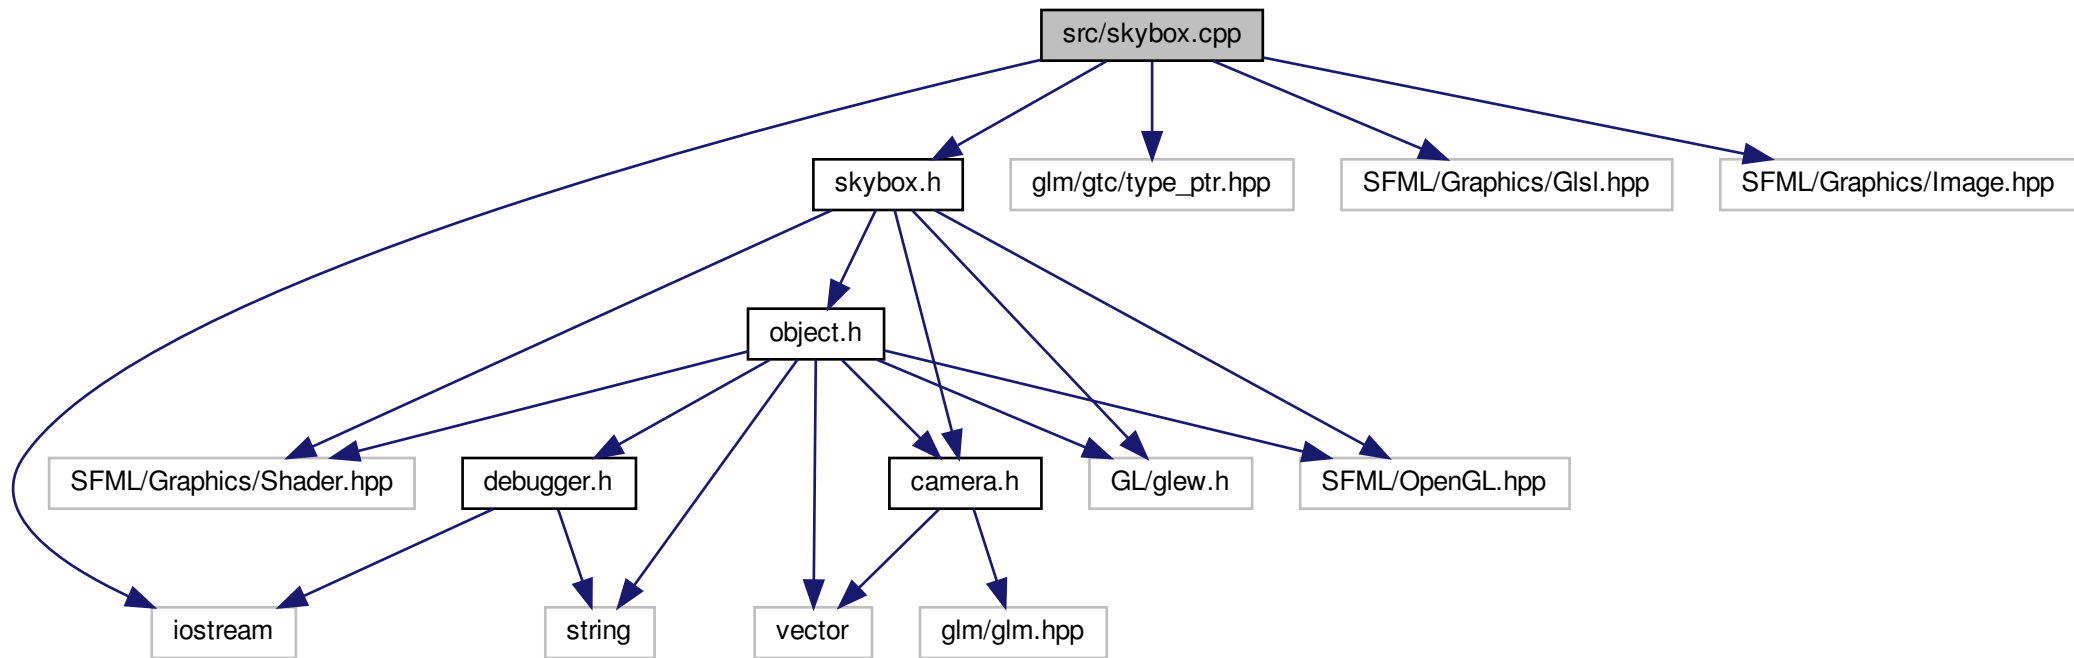 src/skybox.cpp
skybox.h
glm/gtc/type_ptr.hpp
SFML/Graphics/Glsl.hpp
SFML/Graphics/Image.hpp
object.h
SFML/Graphics/Shader.hpp
debugger.h
camera.h
GL/glew.h
SFML/OpenGL.hpp
iostream
string
vector
glm/glm.hpp